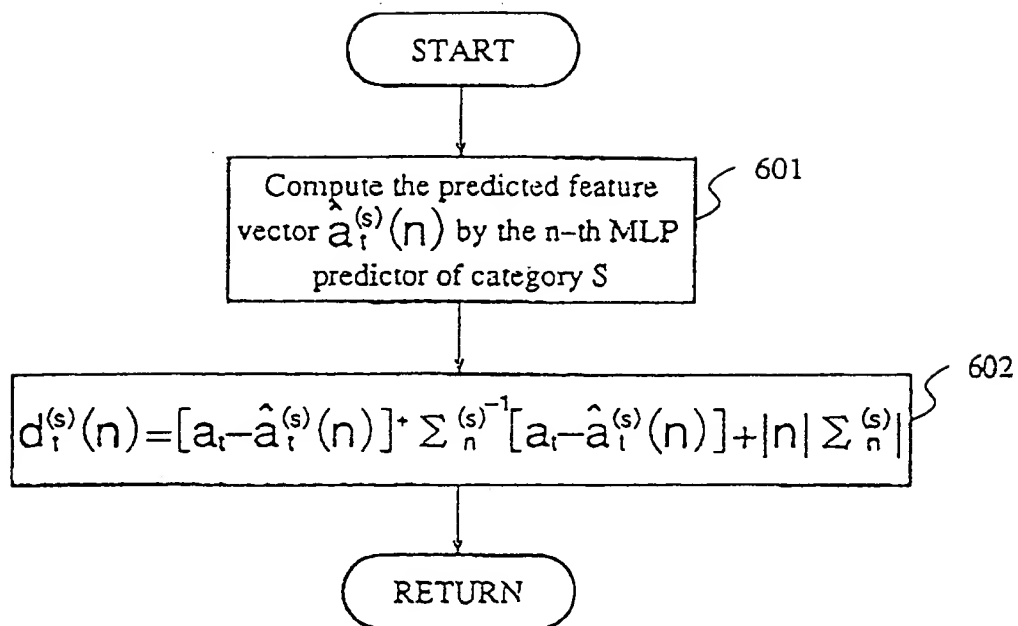 START
Compute the predicted feature
vector â_t^(s)(n) by the n-th MLP
predictor of category S
601
602
d_t^(s)(n)=[a_t-â_t^(s)(n)]^t Σ_n^(s)^-1 [a_t-â_t^(s)(n)]+|n| Σ_n^(s)|
RETURN